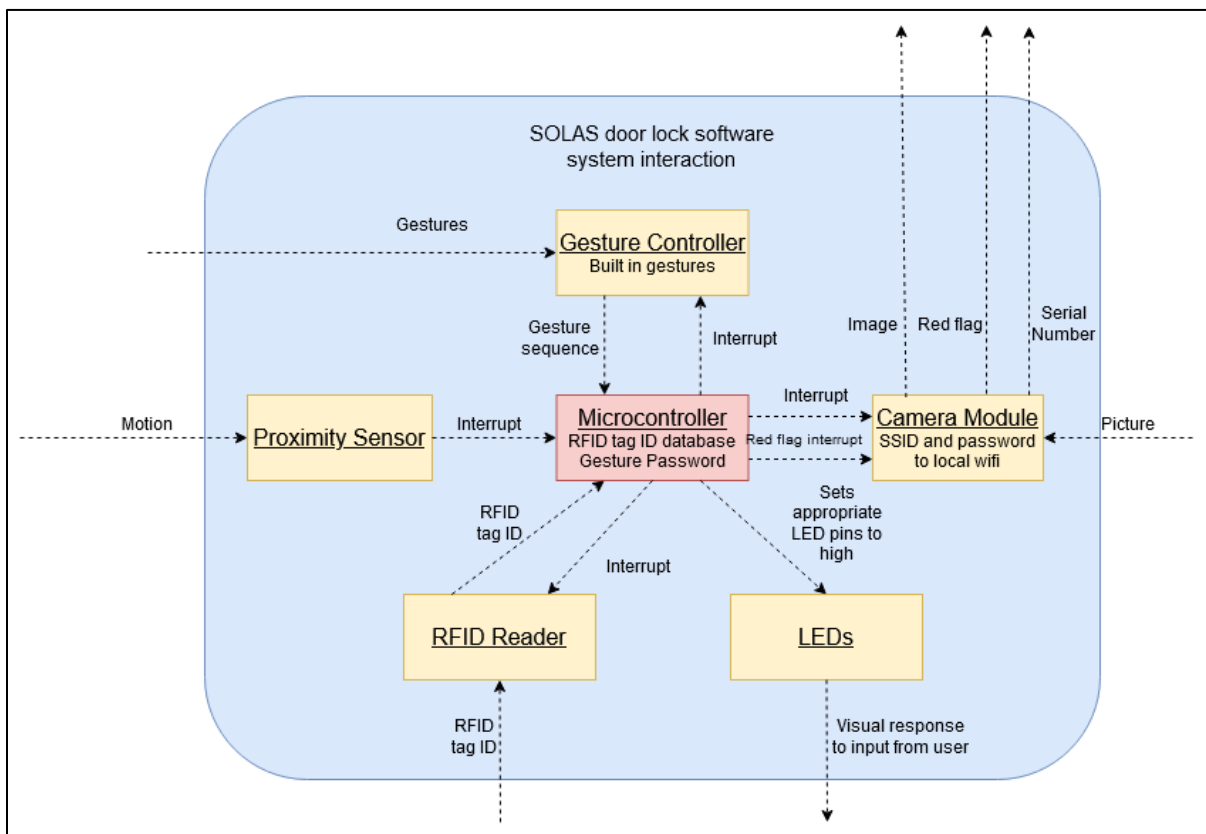 SOLAS door lock software
system interaction
Gestures
Gesture Controller
Built in gestures
Gesture
sequence
Interrupt
Image
Red flag
Serial
Number
Motion
Proximity Sensor
Interrupt
Microcontroller
RFID tag ID database
Gesture Password
Interrupt
Red flag interrupt
Camera Module
SSID and password
to local wifi
Picture
RFID
tag ID
Interrupt
Sets
appropriate
LED pins to
high
RFID Reader
LEDs
RFID
tag ID
Visual response
to input from user